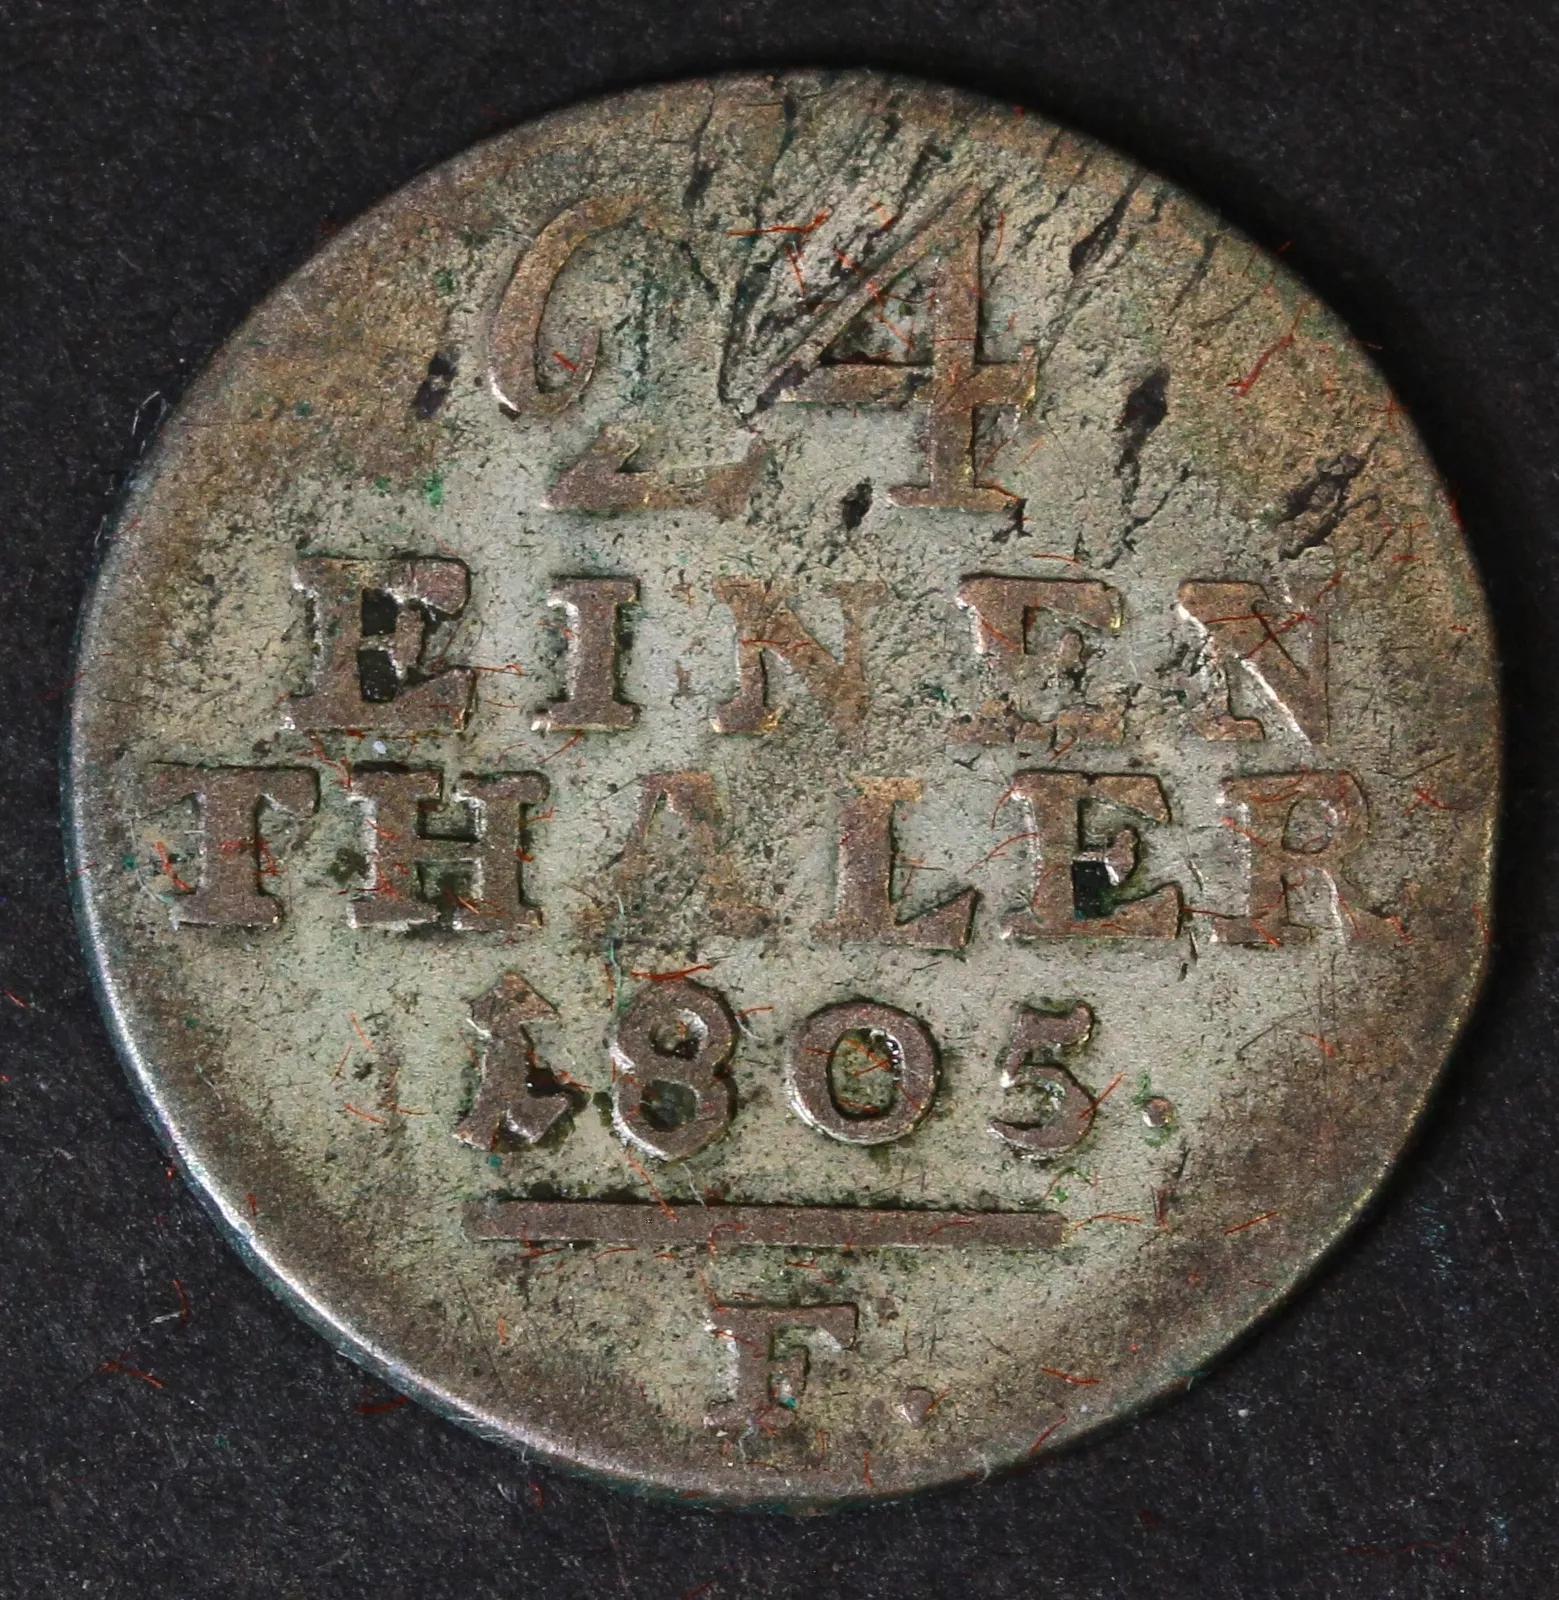 24
EINEN
THALER
1805.
F.